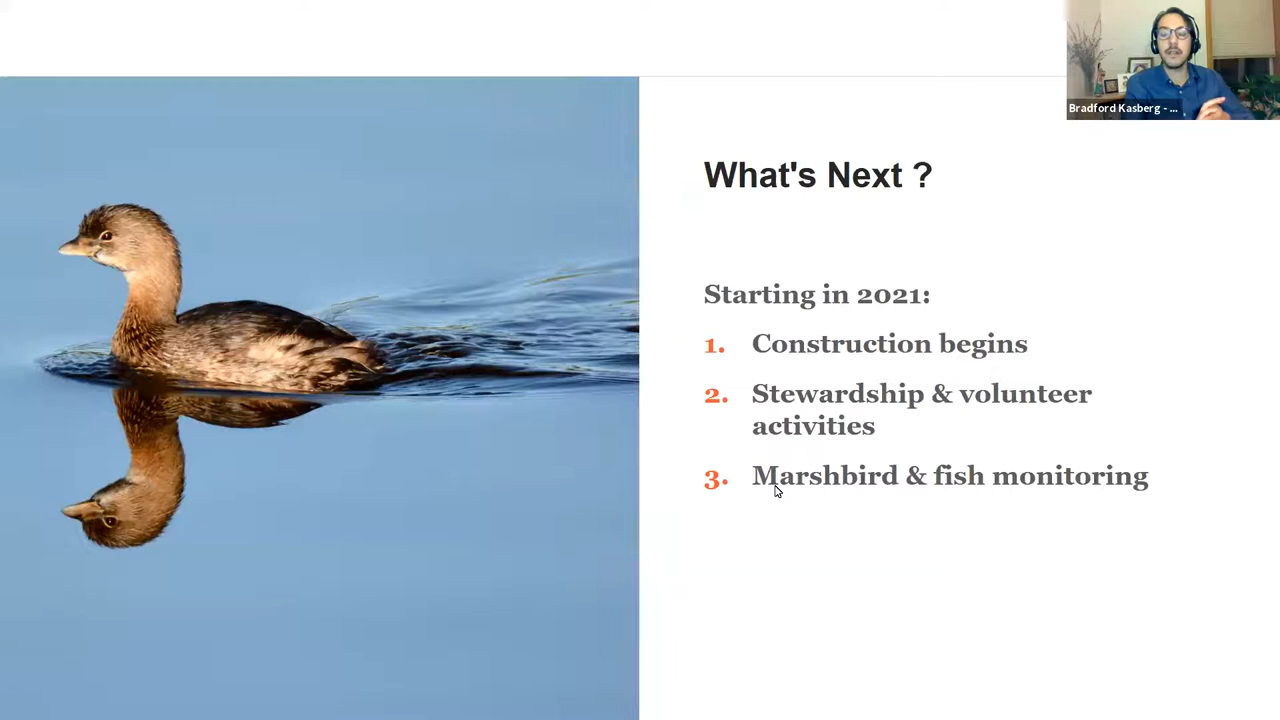 Bradford Kasberg - ...
What's Next ?
Starting in 2021:
1. Construction begins
2. Stewardship & volunteer
activities
3. Marshbird & fish monitoring